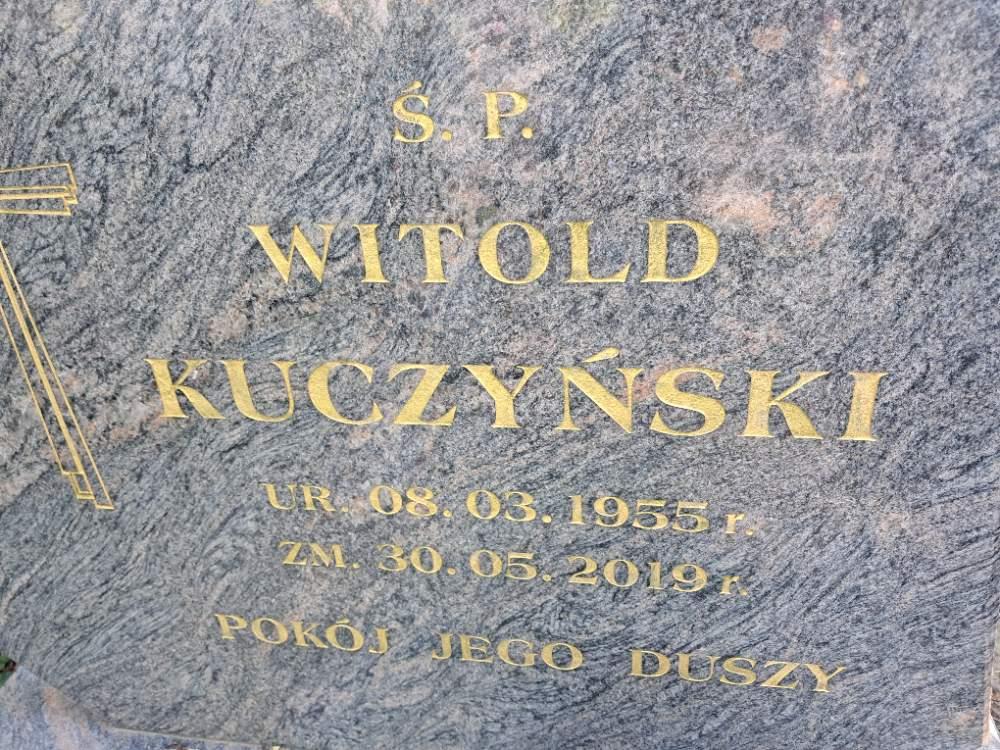 Ś. P.
WITOLD
KUCZYŃSKI
UR. 08. 03. 1955 r.
ZM. 30. 05. 2019 r.
POKÓJ JEGO DUSZY